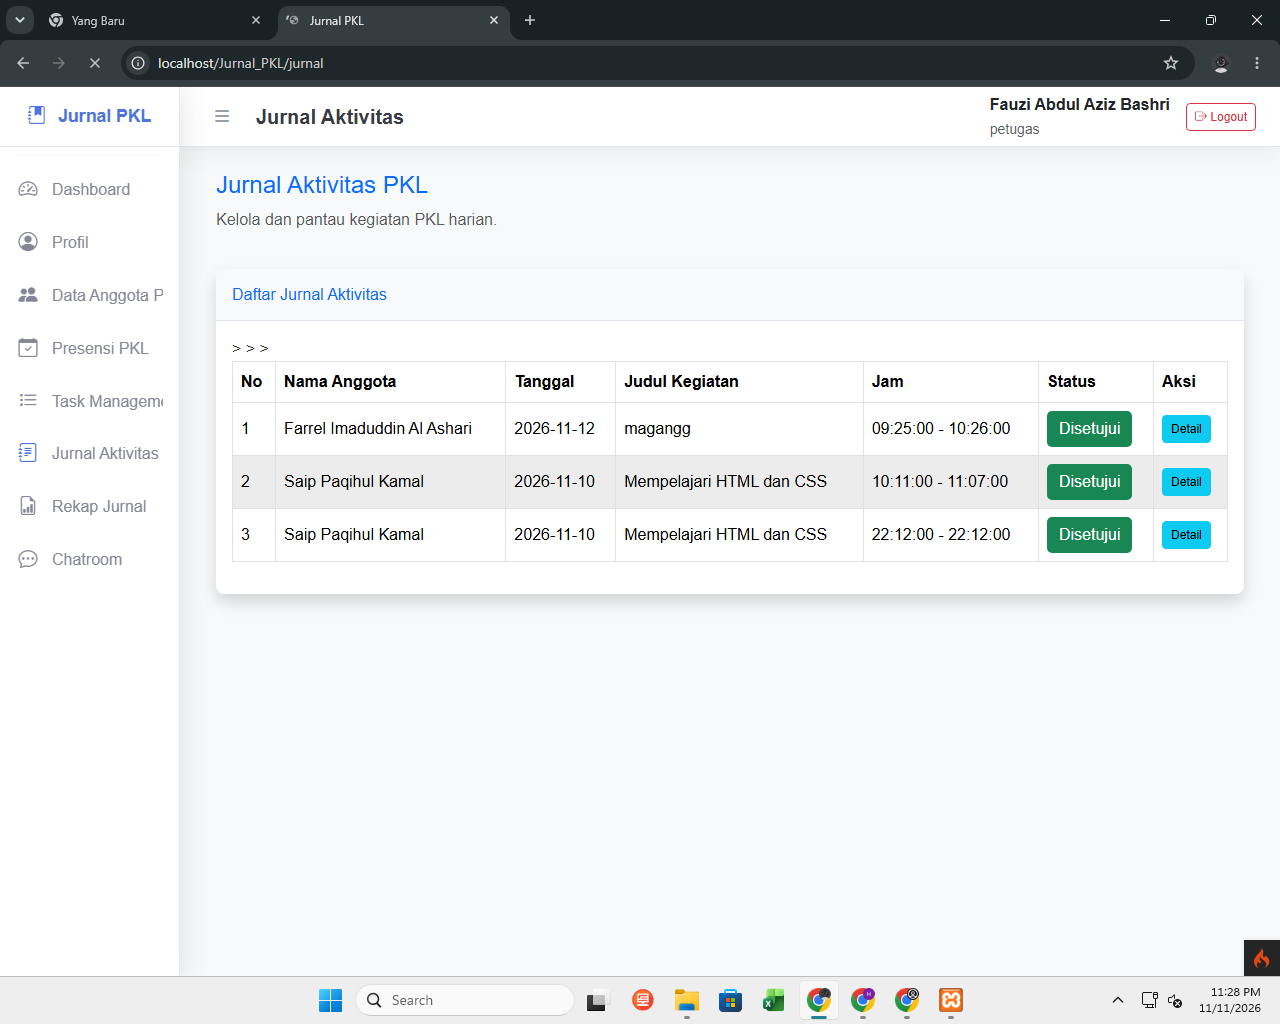 Yang Baru
Jurnal PKL
localhost/Jurnal_PKL/jurnal
Jurnal PKL
Jurnal Aktivitas
Fauzi Abdul Aziz Bashri
petugas
Logout
Dashboard
Profil
Data Anggota P
Presensi PKL
Task Manageme
Jurnal Aktivitas
Rekap Jurnal
Chatroom
Jurnal Aktivitas PKL
Kelola dan pantau kegiatan PKL harian.
Daftar Jurnal Aktivitas
> > >
No Nama Anggota Tanggal Judul Kegiatan Jam Status Aksi
1 Farrel Imaduddin Al Ashari 2026-11-12 magangg 09:25:00 - 10:26:00 Disetujui Detail
2 Saip Paqihul Kamal 2026-11-10 Mempelajari HTML dan CSS 10:11:00 - 11:07:00 Disetujui Detail
3 Saip Paqihul Kamal 2026-11-10 Mempelajari HTML dan CSS 22:12:00 - 22:12:00 Disetujui Detail
Search
11:28 PM
11/11/2026